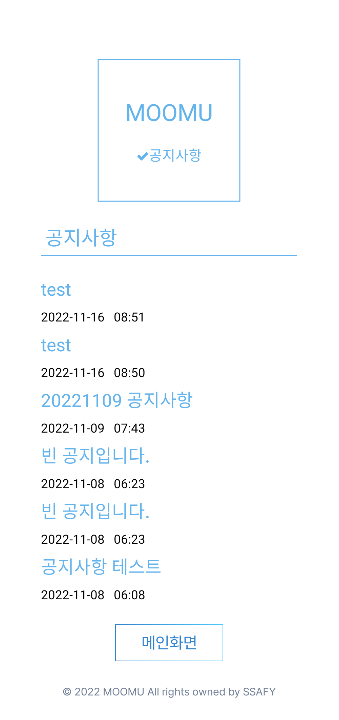 MOOMU
✔공지사항
공지사항
test
2022-11-16 08:51
test
2022-11-16 08:50
20221109 공지사항
2022-11-09 07:43
빈 공지입니다.
2022-11-08 06:23
빈 공지입니다.
2022-11-08 06:23
공지사항 테스트
2022-11-08 06:08
메인화면
© 2022 MOOMU All rights owned by SSAFY